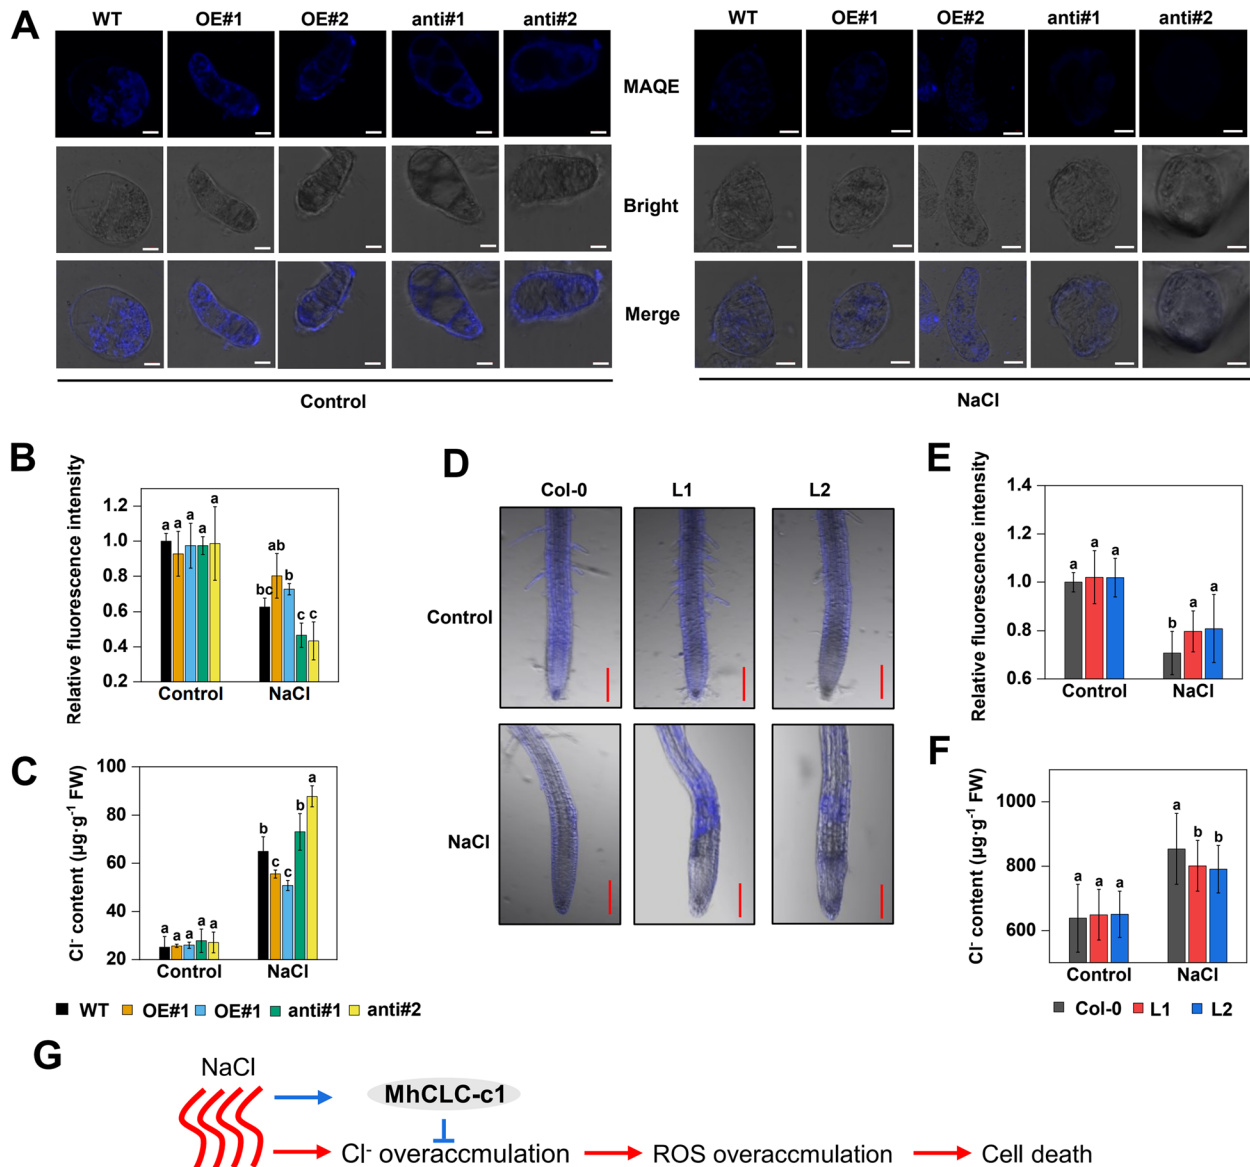 A
WT OE#1 OE#2 anti#1 anti#2
WT OE#1 OE#2 anti#1 anti#2
MAQE
Bright
Merge
Control
NaCl
B
Relative fluorescence intensity
1.2
1.0
0.8
0.6
0.4
0.2
a a a a a
bc ab b c c
Control NaCl
C
Cl⁻ content (µg·g⁻¹ FW)
100
80
60
40
20
a a a a a
b c c b a
Control NaCl
WT OE#1 OE#1 anti#1 anti#2
D
Col-0 L1 L2
Control
NaCl
E
Relative fluorescence intensity
1.4
1.2
1.0
0.8
0.6
a a a
b a a
Control NaCl
F
Cl⁻ content (µg·g⁻¹ FW)
1000
800
600
a a a
a b b
Control NaCl
Col-0 L1 L2
G
NaCl
MhCLC-c1
Cl⁻ overaccmulation ROS overaccmulation Cell death